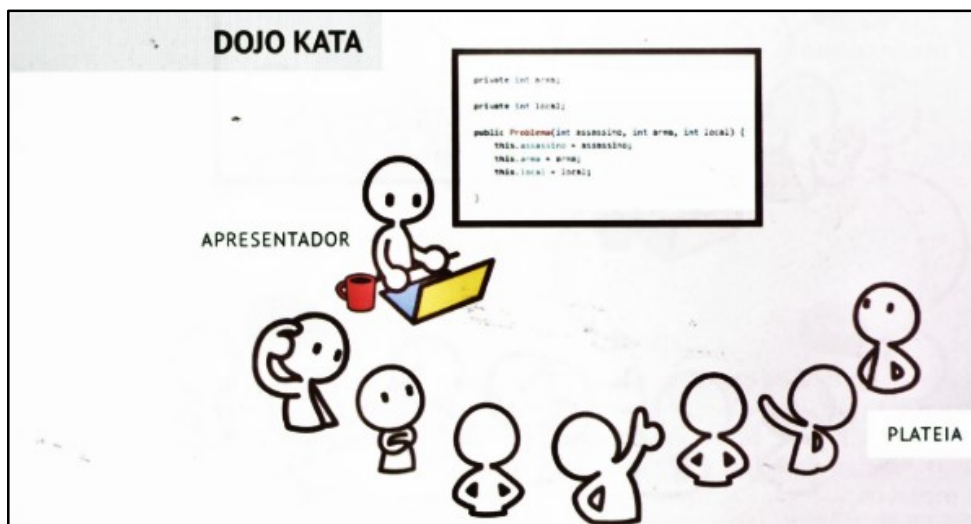 DOJO KATA
private int arma;
private int local;
public Problema(int assassino, int arma, int local) {
this.assassino = assassino;
this.arma = arma;
this.local = local;
}
APRESENTADOR
PLATEIA